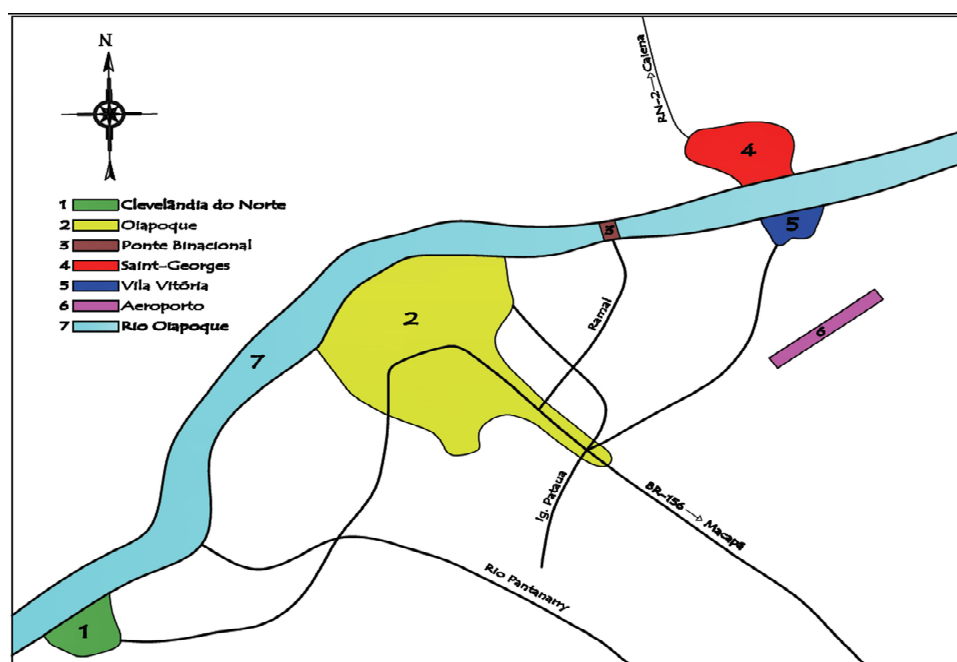 N
RN-2 → Caiena
4
1 Clevelândia do Norte
2 Oiapoque
3 Ponte Binacional
4 Saint-Georges
5 Vila Vitória
6 Aeroporto
7 Rio Oiapoque
3
5
2
Ramal
6
7
Ig. Pataua
BR-156 → Macapá
Rio Pantanarry
1